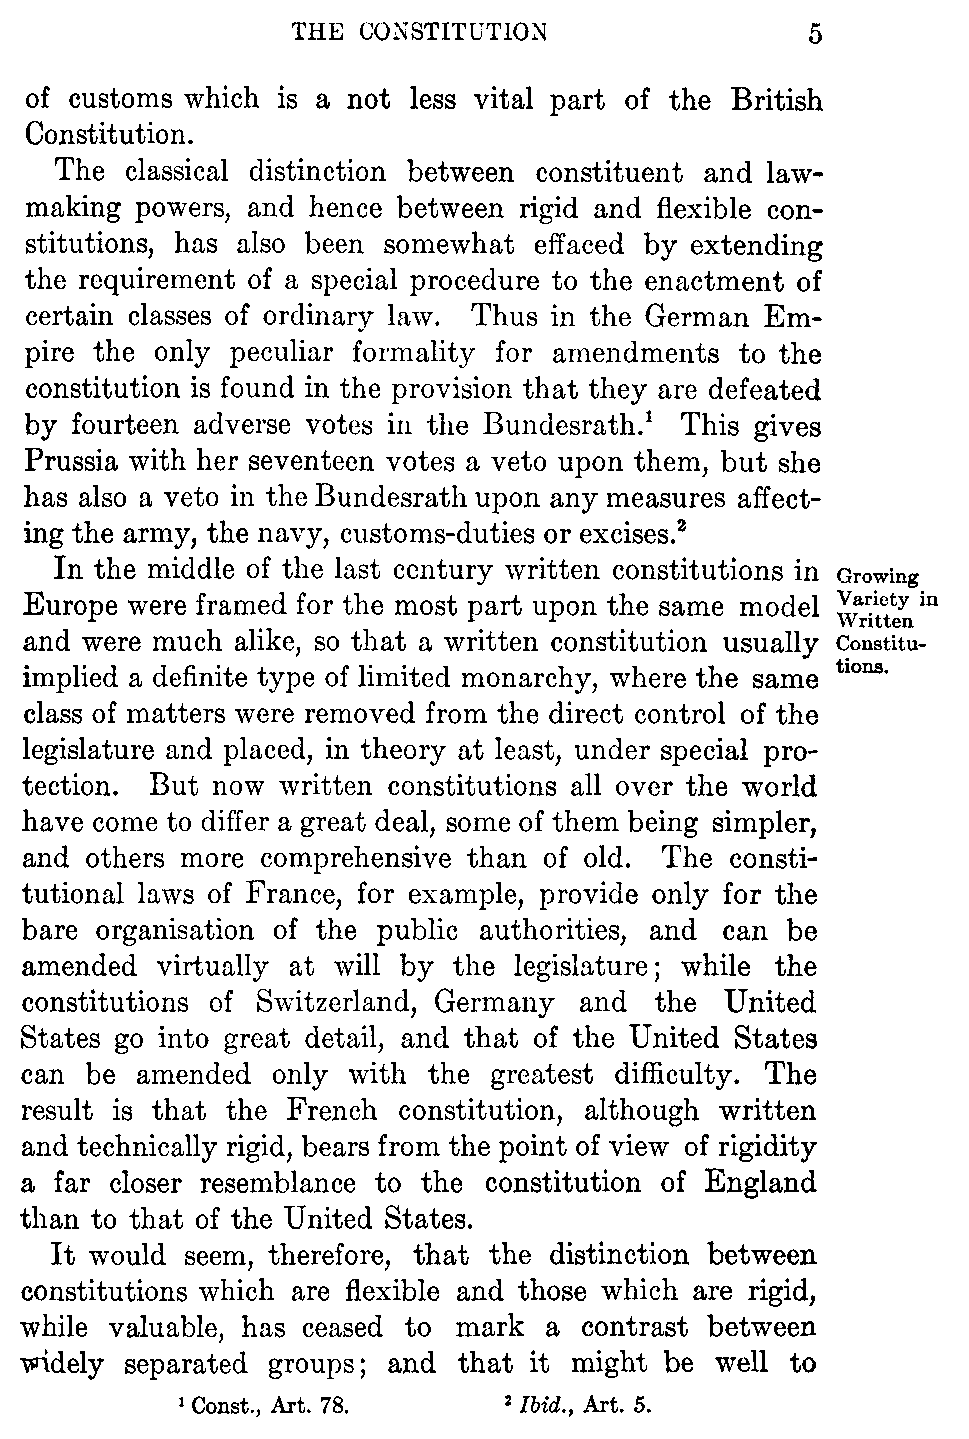 THE CONSTITUTION 5
of customs which is a not less vital part of the British
Constitution.
The classical distinction between constituent and law-
making powers, and hence between rigid and flexible con-
stitutions, has also been somewhat effaced by extending
the requirement of a special procedure to the enactment of
certain classes of ordinary law. Thus in the German Em-
pire the only peculiar formality for amendments to the
constitution is found in the provision that they are defeated
by fourteen adverse votes in the Bundesrath.¹ This gives
Prussia with her seventeen votes a veto upon them, but she
has also a veto in the Bundesrath upon any measures affect-
ing the army, the navy, customs-duties or excises.²
In the middle of the last century written constitutions in
Europe were framed for the most part upon the same model
and were much alike, so that a written constitution usually
implied a definite type of limited monarchy, where the same
class of matters were removed from the direct control of the
legislature and placed, in theory at least, under special pro-
tection. But now written constitutions all over the world
have come to differ a great deal, some of them being simpler,
and others more comprehensive than of old. The consti-
tutional laws of France, for example, provide only for the
bare organisation of the public authorities, and can be
amended virtually at will by the legislature; while the
constitutions of Switzerland, Germany and the United
States go into great detail, and that of the United States
can be amended only with the greatest difficulty. The
result is that the French constitution, although written
and technically rigid, bears from the point of view of rigidity
a far closer resemblance to the constitution of England
than to that of the United States.
It would seem, therefore, that the distinction between
constitutions which are flexible and those which are rigid,
while valuable, has ceased to mark a contrast between
widely separated groups; and that it might be well to
Growing
Variety in
Written
Constitu-
tions.
¹ Const., Art. 78. ² Ibid., Art. 5.